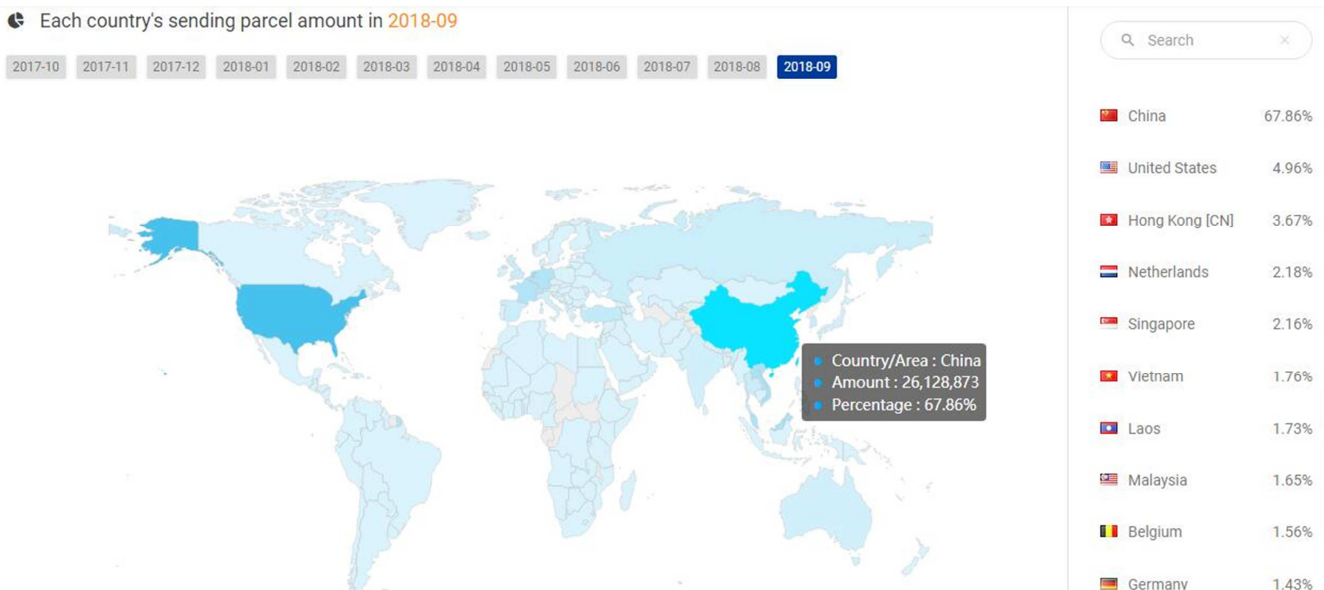 Each country's sending parcel amount in 2018-09
2017-10 2017-11 2017-12 2018-01 2018-02 2018-03 2018-04 2018-05 2018-06 2018-07 2018-08 2018-09
Country/Area : China
Amount : 26,128,873
Percentage : 67.86%
Search
China 67.86%
United States 4.96%
Hong Kong [CN] 3.67%
Netherlands 2.18%
Singapore 2.16%
Vietnam 1.76%
Laos 1.73%
Malaysia 1.65%
Belgium 1.56%
Germany 1.43%